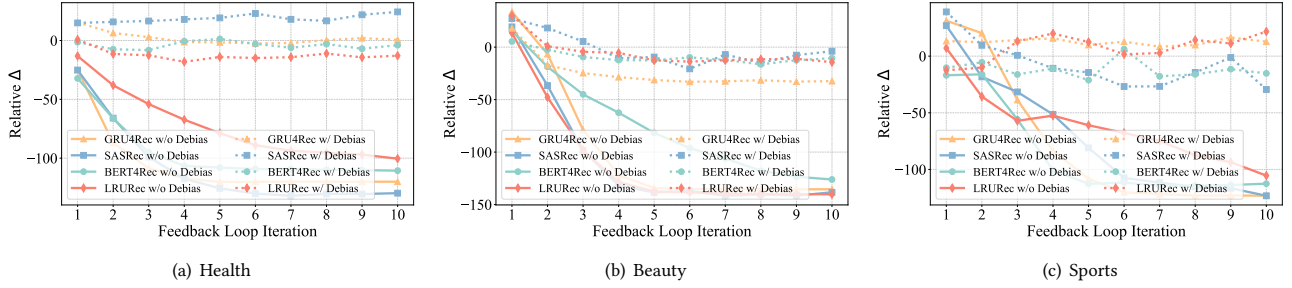 Relative Δ
0
−50
−100
GRU4Rec w/o Debias
SASRec w/o Debias
BERT4Rec w/o Debias
LRURec w/o Debias
GRU4Rec w/ Debias
SASRec w/ Debias
BERT4Rec w/ Debias
LRURec w/ Debias
1 2 3 4 5 6 7 8 9 10
Feedback Loop Iteration
(a) Health
Relative Δ
0
−50
−100
−150
GRU4Rec w/o Debias
SASRec w/o Debias
BERT4Rec w/o Debias
LRURec w/o Debias
GRU4Rec w/ Debias
SASRec w/ Debias
BERT4Rec w/ Debias
LRURec w/ Debias
1 2 3 4 5 6 7 8 9 10
Feedback Loop Iteration
(b) Beauty
Relative Δ
0
−50
−100
GRU4Rec w/o Debias
SASRec w/o Debias
BERT4Rec w/o Debias
LRURec w/o Debias
GRU4Rec w/ Debias
SASRec w/ Debias
BERT4Rec w/ Debias
LRURec w/ Debias
1 2 3 4 5 6 7 8 9 10
Feedback Loop Iteration
(c) Sports